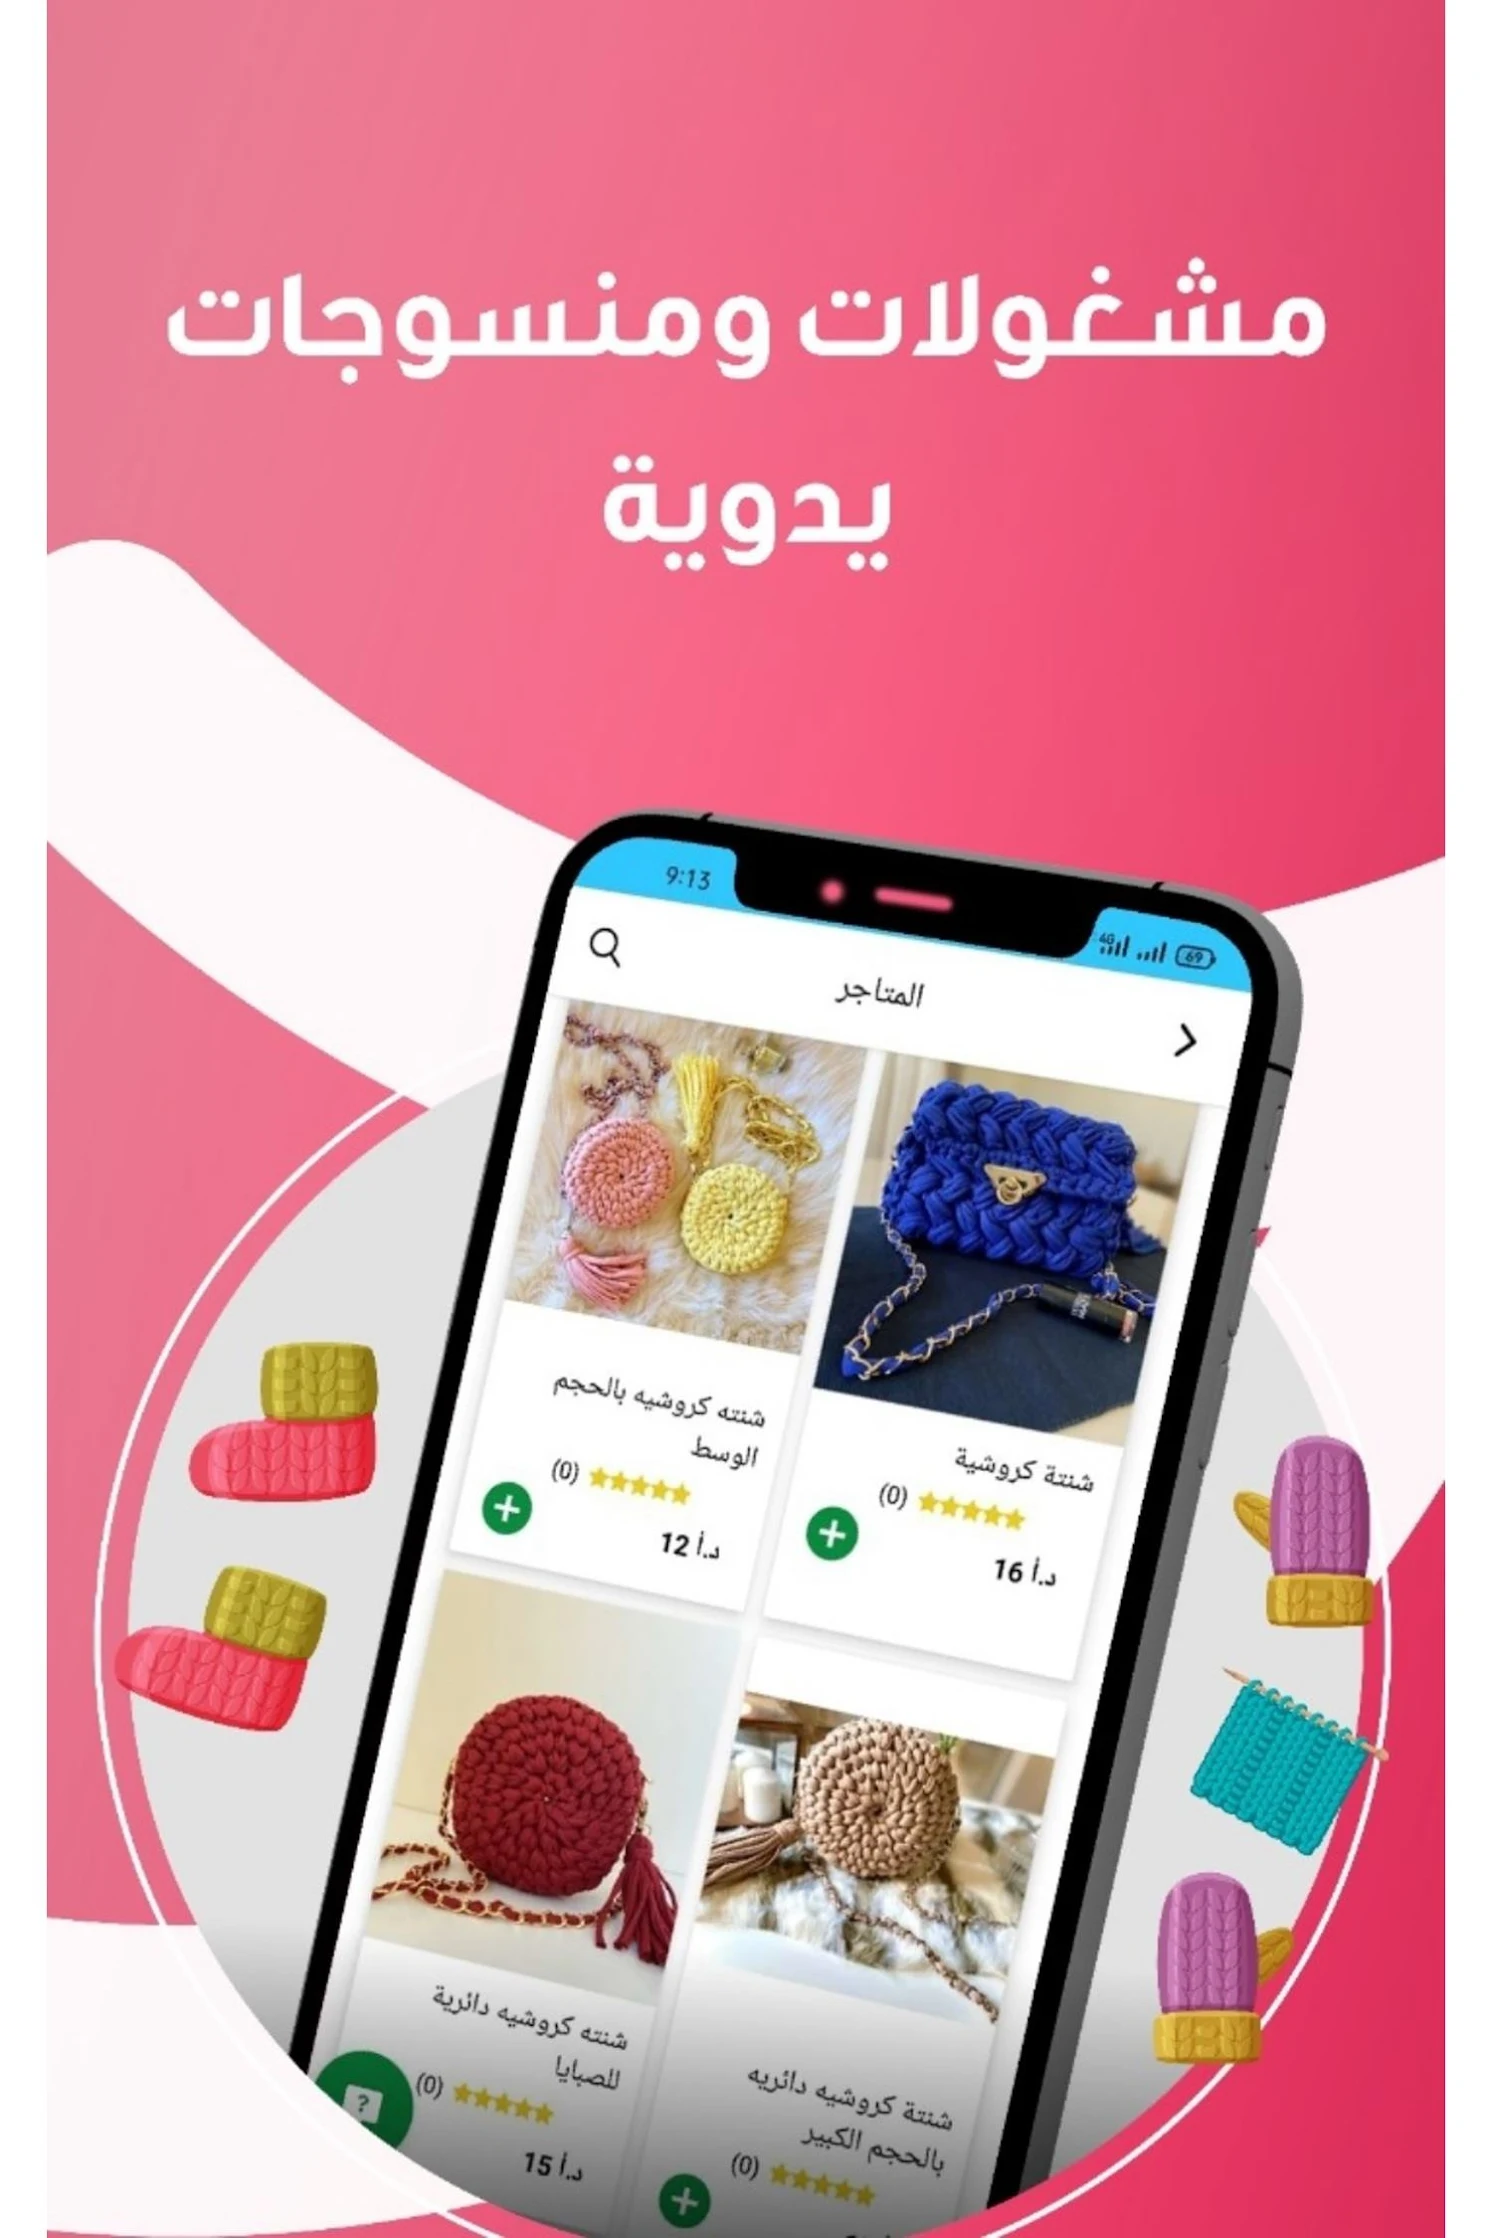 مشغولات ومنسوجات
يدوية
9:13
4G
69
المتاجر
شنتة كروشية
(0)
د.أ 16
شنته كروشيه بالحجم
الوسط
(0)
د.أ 12
شنتة كروشيه دائريه
بالحجم الكبير
(0)
شنته كروشيه دائرية
للصبايا
(0)
د.أ 15
?